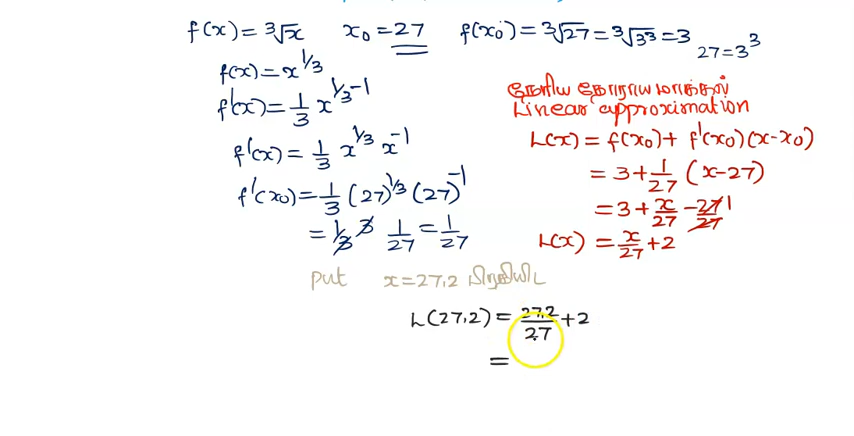 f(x) = ∛x x₀ = 27 f(x₀) = ∛27 = ∛3³ = 3 27 = 3³
f(x) = x^1/3
f'(x) = 1/3 x^1/3-1
f'(x) = 1/3 x^1/3 x^-1
f'(x₀) = 1/3 (27)^1/3 (27)^-1
= 1/3 3 1/27 = 1/27
நேரிய தோராயமாக்கல்
Linear approximation
L(x) = f(x₀) + f'(x₀) (x-x₀)
= 3 + 1/27 (x-27)
= 3 + x/27 - 27/27 1
L(x) = x/27 + 2
put x = 27.2
L(27.2) = 27.2/27 + 2
=